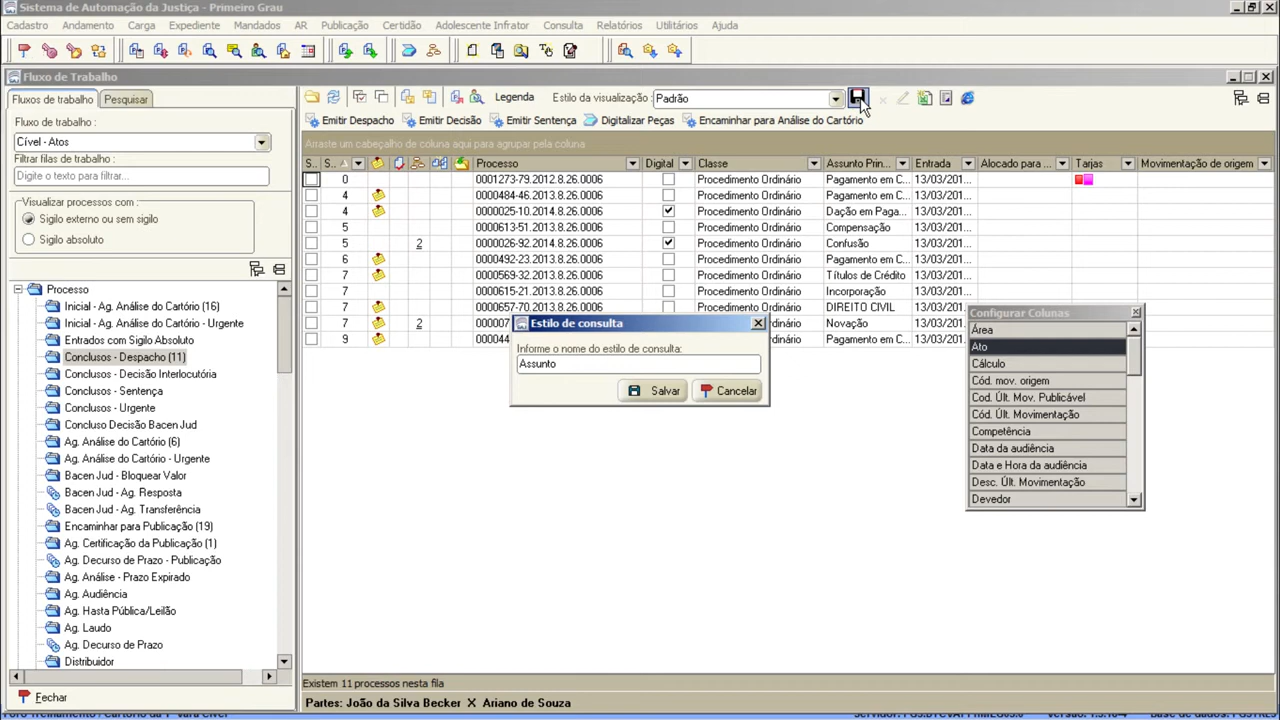 Sistema de Automação da Justiça - Primeiro Grau
Cadastro Andamento Carga Expediente Mandados AR Publicação Certidão Adolescente Infrator Consulta Relatórios Utilitários Ajuda
Fluxo de Trabalho
Fluxos de trabalho Pesquisar
Legenda Estilo da visualização: Padrão
Emitir Despacho Emitir Decisão Emitir Sentença Digitalizar Peças Encaminhar para Análise do Cartório
Fluxo de trabalho :
Cível - Atos
Filtrar filas de trabalho :
Digite o texto para filtrar...
Visualizar processos com :
Sigilo externo ou sem sigilo
Sigilo absoluto
Processo
Inicial - Ag. Análise do Cartório (16)
Inicial - Ag. Análise do Cartório - Urgente
Entrados com Sigilo Absoluto
Conclusos - Despacho (11)
Conclusos - Decisão Interlocutória
Conclusos - Sentença
Conclusos - Urgente
Concluso Decisão Bacen Jud
Ag. Análise do Cartório (6)
Ag. Análise do Cartório - Urgente
Bacen Jud - Bloquear Valor
Bacen Jud - Ag. Resposta
Bacen Jud - Ag. Transferência
Encaminhar para Publicação (19)
Ag. Certificação da Publicação (1)
Ag. Decurso de Prazo - Publicação
Ag. Análise - Prazo Expirado
Ag. Audiência
Ag. Hasta Pública/Leilão
Ag. Laudo
Ag. Decurso de Prazo
Distribuidor
Fechar
Arraste um cabeçalho de coluna aqui para agrupar pela coluna
S.. S.. Processo Digital Classe Assunto Prin... Entrada Alocado para ... Tarjas Movimentação de origem
0 0001273-79.2012.8.26.0006 Procedimento Ordinário Pagamento em C... 13/03/201...
4 0000484-46.2013.8.26.0006 Procedimento Ordinário Pagamento em C... 13/03/201...
4 0000025-10.2014.8.26.0006 Procedimento Ordinário Dação em Paga... 13/03/201...
5 0000613-51.2013.8.26.0006 Procedimento Ordinário Compensação 13/03/201...
5 2 0000026-92.2014.8.26.0006 Procedimento Ordinário Confusão 13/03/201...
6 0000492-23.2013.8.26.0006 Procedimento Ordinário Pagamento em C... 13/03/201...
7 0000569-32.2013.8.26.0006 Procedimento Ordinário Títulos de Crédito 13/03/201...
7 0000615-21.2013.8.26.0006 Procedimento Ordinário Incorporação 13/03/201...
7 0000657-70.2013.8.26.0006 Procedimento Ordinário DIREITO CIVIL 13/03/201...
7 2 00007 Procedimento Ordinário Novação 13/03/201...
9 000044 Procedimento Ordinário Pagamento em C... 13/03/201...
Estilo de consulta
Informe o nome do estilo de consulta:
Assunto
Salvar Cancelar
Configurar Colunas
Área
Ato
Cálculo
Cód. mov. origem
Cod. Últ. Mov. Publicável
Cód. Últ. Movimentação
Competência
Data da audiência
Data e Hora da audiência
Desc. Últ. Movimentação
Devedor
Existem 11 processos nesta fila
Partes: João da Silva Becker X Ariano de Souza